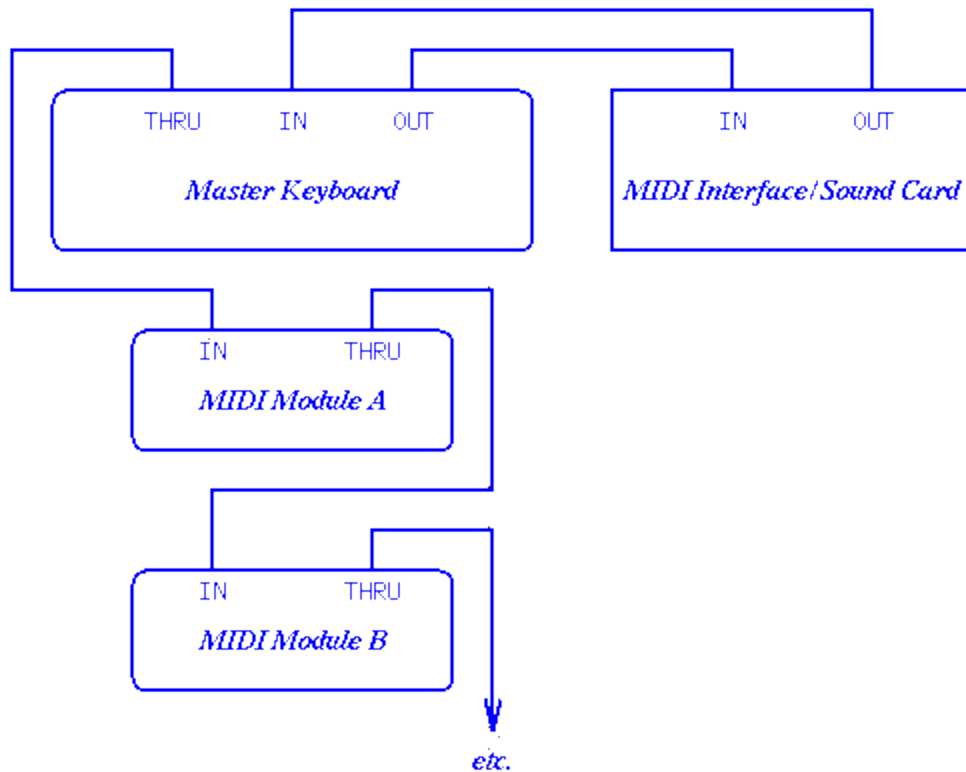 THRU IN OUT
Master Keyboard
IN OUT
MIDI Interface/Sound Card
IN THRU
MIDI Module A
IN THRU
MIDI Module B
etc.